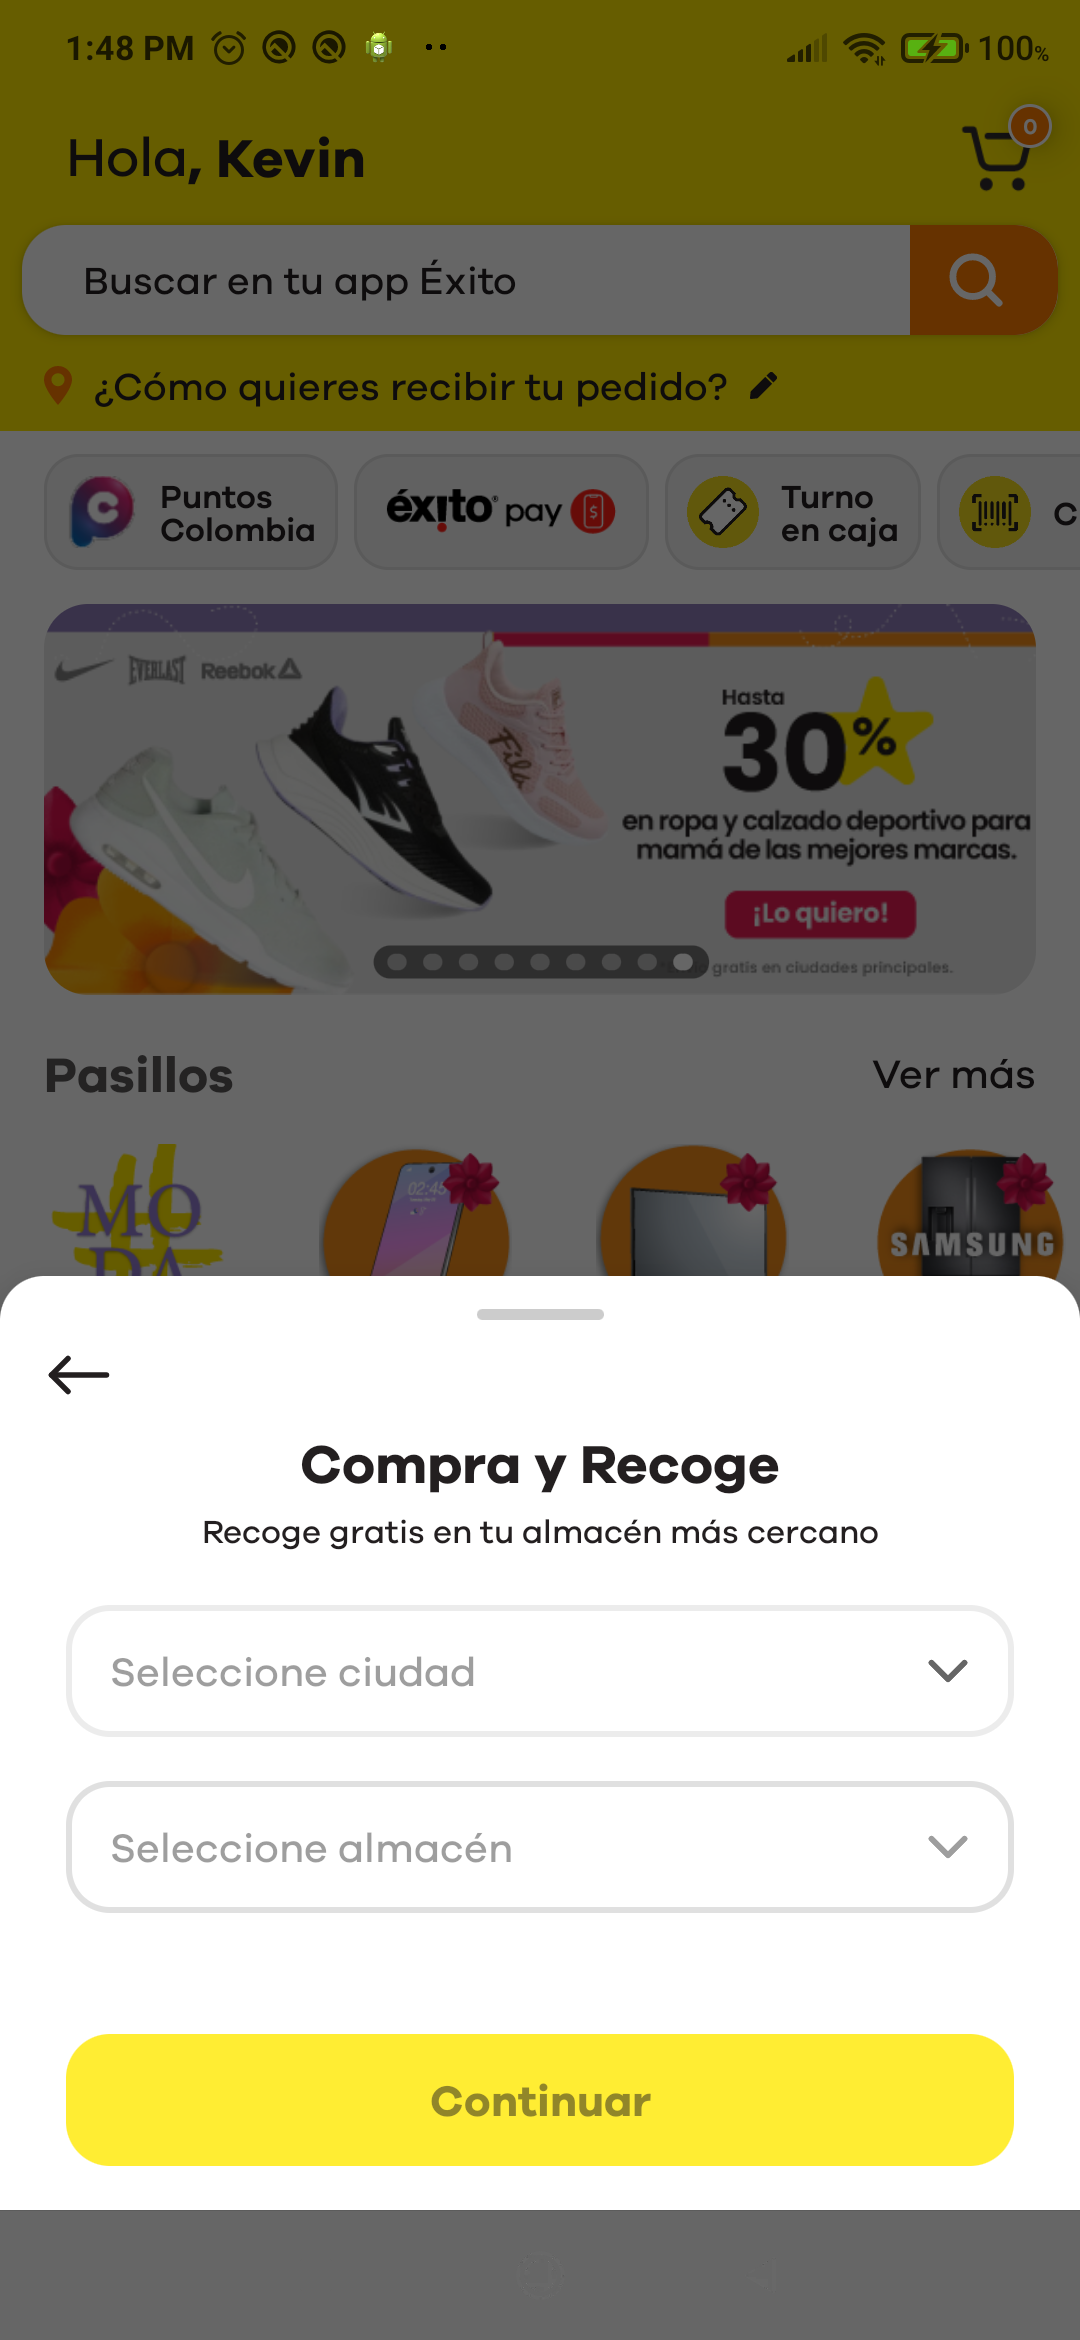 1:48 PM
100%
Hola, Kevin
0
Buscar en tu app Éxito
¿Cómo quieres recibir tu pedido?
Puntos
Colombia
éxito pay
$
Turno
en caja
C
EVERLAST Reebok
Fila
Hasta
30%
en ropa y calzado deportivo para
mamá de las mejores marcas.
¡Lo quiero!
gratis en ciudades principales.
Pasillos
Ver más
MO
DA
02:45
SAMSUNG
Compra y Recoge
Recoge gratis en tu almacén más cercano
Seleccione ciudad
Seleccione almacén
Continuar